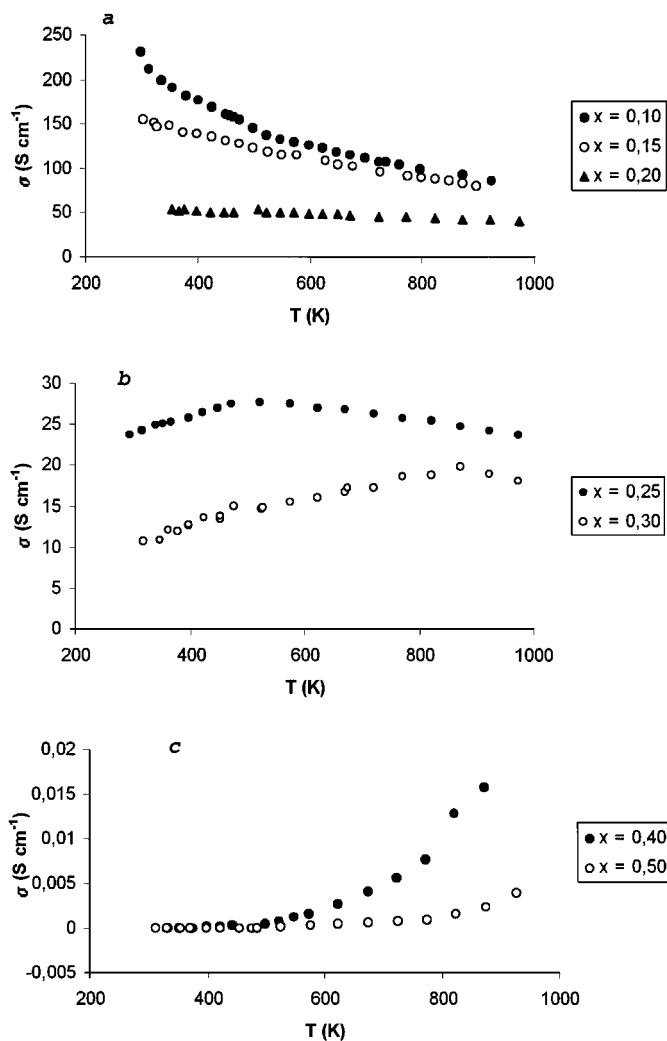 a
250
200
150
100
50
0
σ (S cm⁻¹)
200 400 600 800 1000
T (K)
x = 0,10
x = 0,15
x = 0,20
b
30
25
20
15
10
5
0
σ (S cm⁻¹)
200 400 600 800 1000
T (K)
x = 0,25
x = 0,30
c
0,02
0,015
0,01
0,005
0
-0,005
σ (S cm⁻¹)
200 400 600 800 1000
T (K)
x = 0,40
x = 0,50